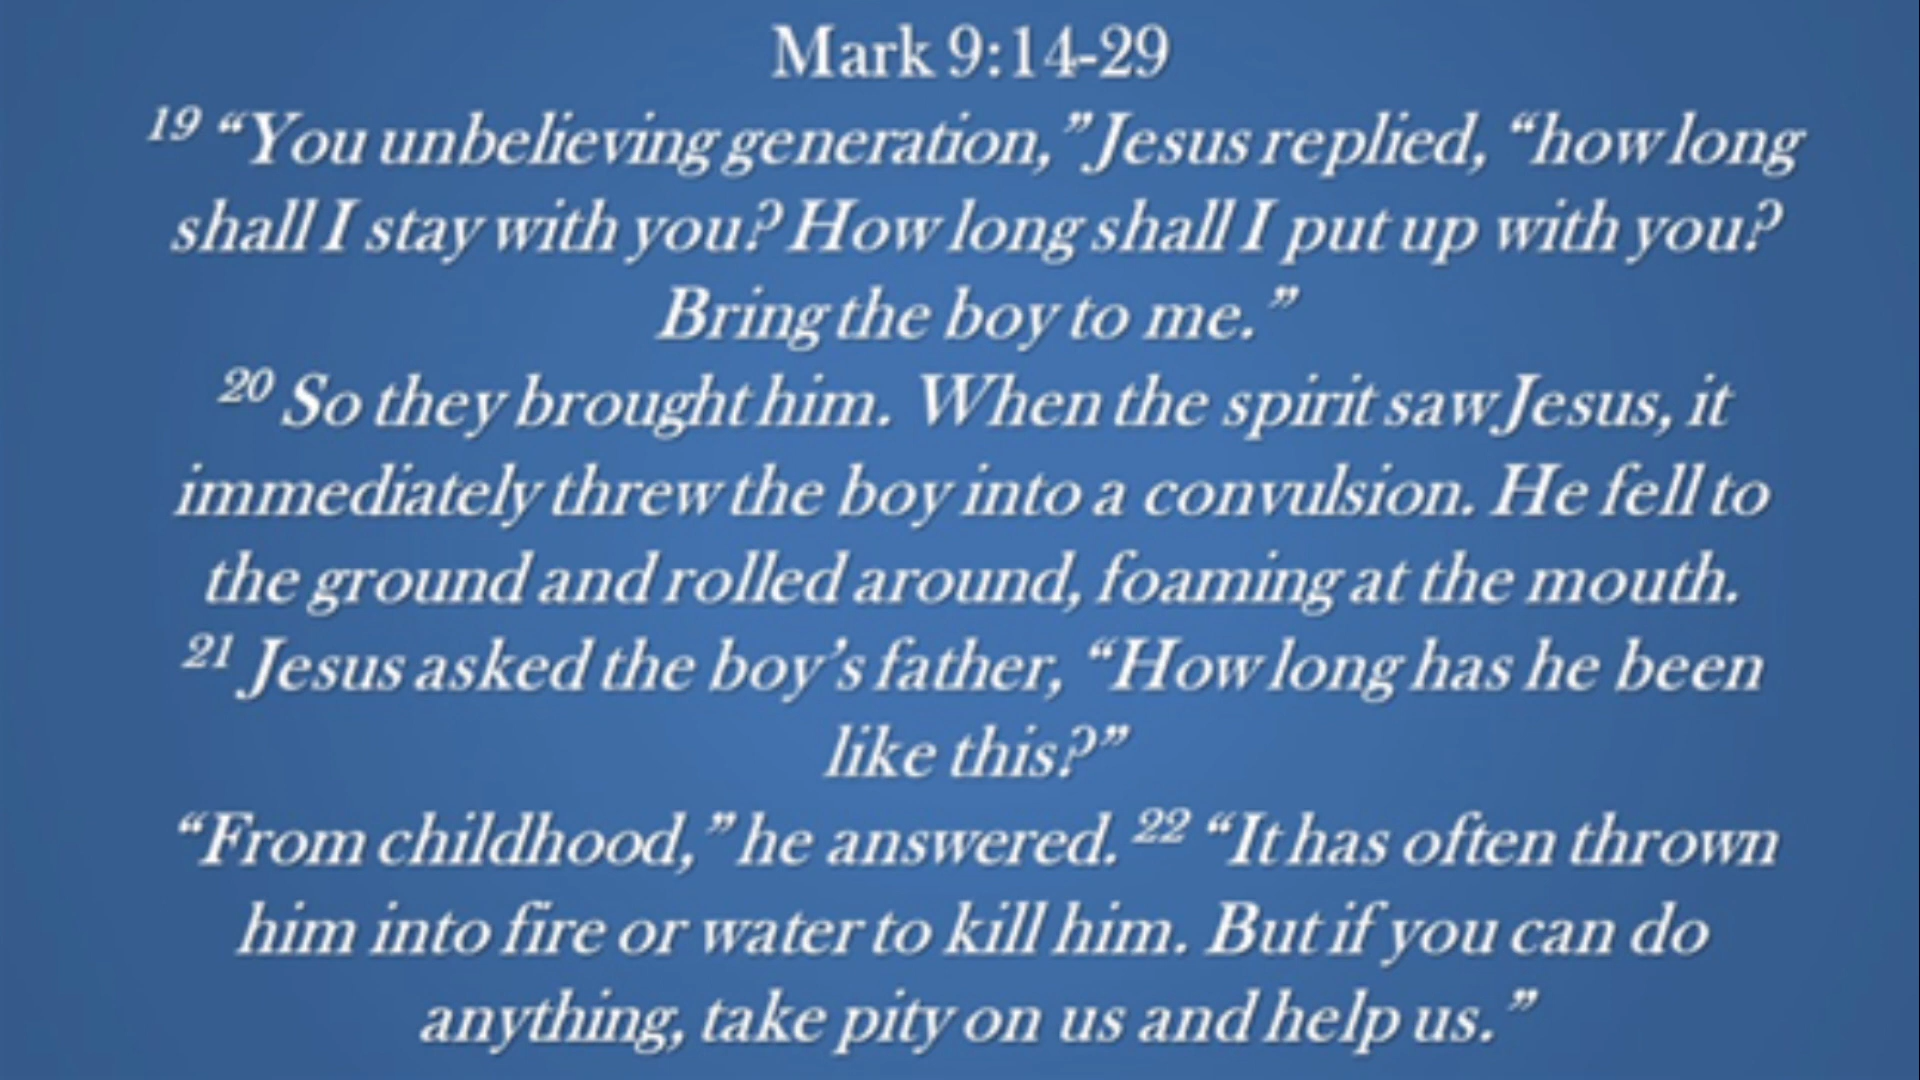 Mark 9:14-29
19 “You unbelieving generation,” Jesus replied, “how long
shall I stay with you? How long shall I put up with you?
Bring the boy to me.”
20 So they brought him. When the spirit saw Jesus, it
immediately threw the boy into a convulsion. He fell to
the ground and rolled around, foaming at the mouth.
21 Jesus asked the boy’s father, “How long has he been
like this?”
“From childhood,” he answered. 22 “It has often thrown
him into fire or water to kill him. But if you can do
anything, take pity on us and help us.”